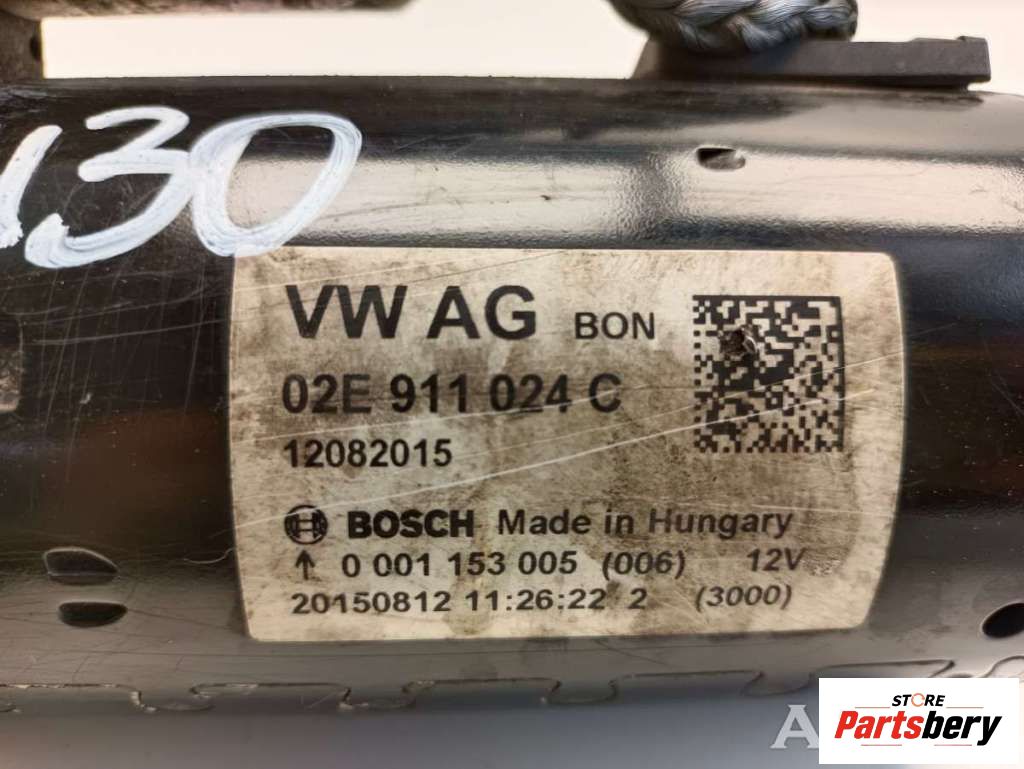 130
VW AG BON
02E 911 024 C
12082015
BOSCH Made in Hungary
↑ 0 001 153 005 (006) 12V
20150812 11:26:22 2 (3000)
STORE
Partsbery